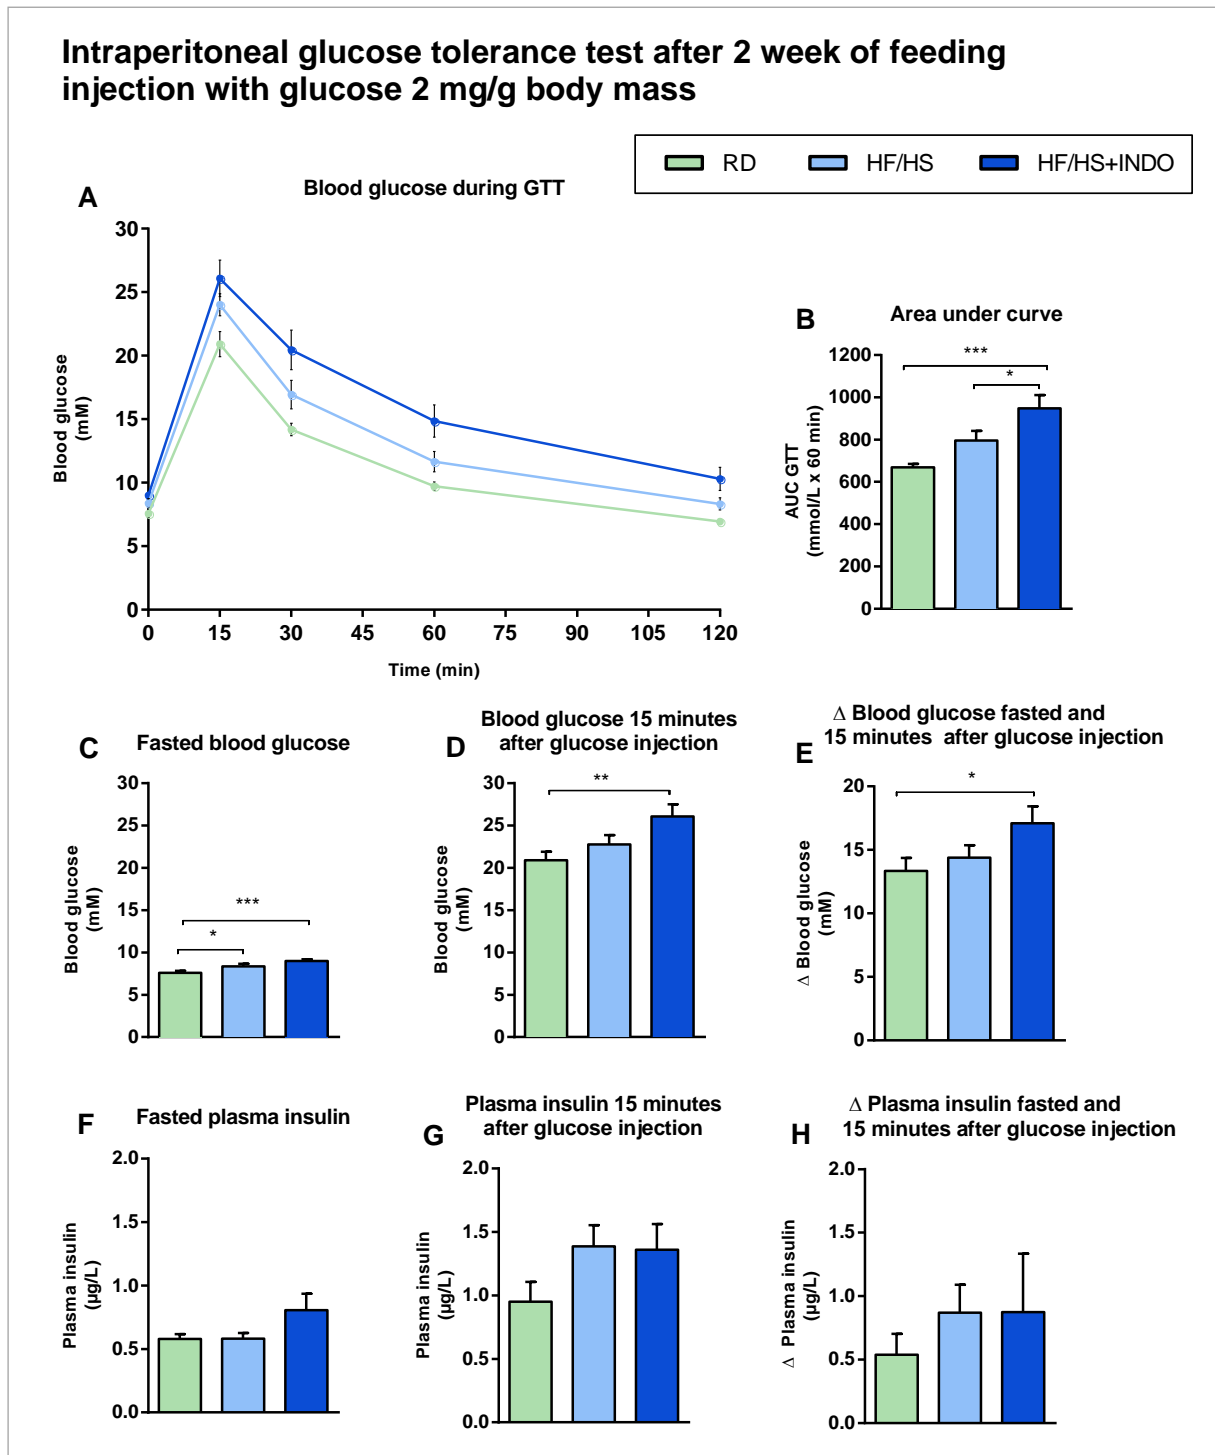 Intraperitoneal glucose tolerance test after 2 week of feeding
injection with glucose 2 mg/g body mass
RD
HF/HS
HF/HS+INDO
A
Blood glucose during GTT
30
25
20
15
10
5
0
Blood glucose
(mM)
0
15
30
45
60
75
90
105
120
Time (min)
B
Area under curve
1200
1000
800
600
400
200
0
AUC GTT
(mmol/L x 60 min)
***
*
C
Fasted blood glucose
30
25
20
15
10
5
0
Blood glucose
(mM)
***
*
D
Blood glucose 15 minutes
after glucose injection
30
25
20
15
10
5
0
Blood glucose
(mM)
**
E
Δ Blood glucose fasted and
15 minutes after glucose injection
20
15
10
5
0
Δ Blood glucose
(mM)
*
F
Fasted plasma insulin
2.0
1.5
1.0
0.5
0.0
Plasma insulin
(µg/L)
G
Plasma insulin 15 minutes
after glucose injection
2.0
1.5
1.0
0.5
0.0
Plasma insulin
(µg/L)
H
Δ Plasma insulin fasted and
15 minutes after glucose injection
2.0
1.5
1.0
0.5
0.0
Δ Plasma insulin
(µg/L)